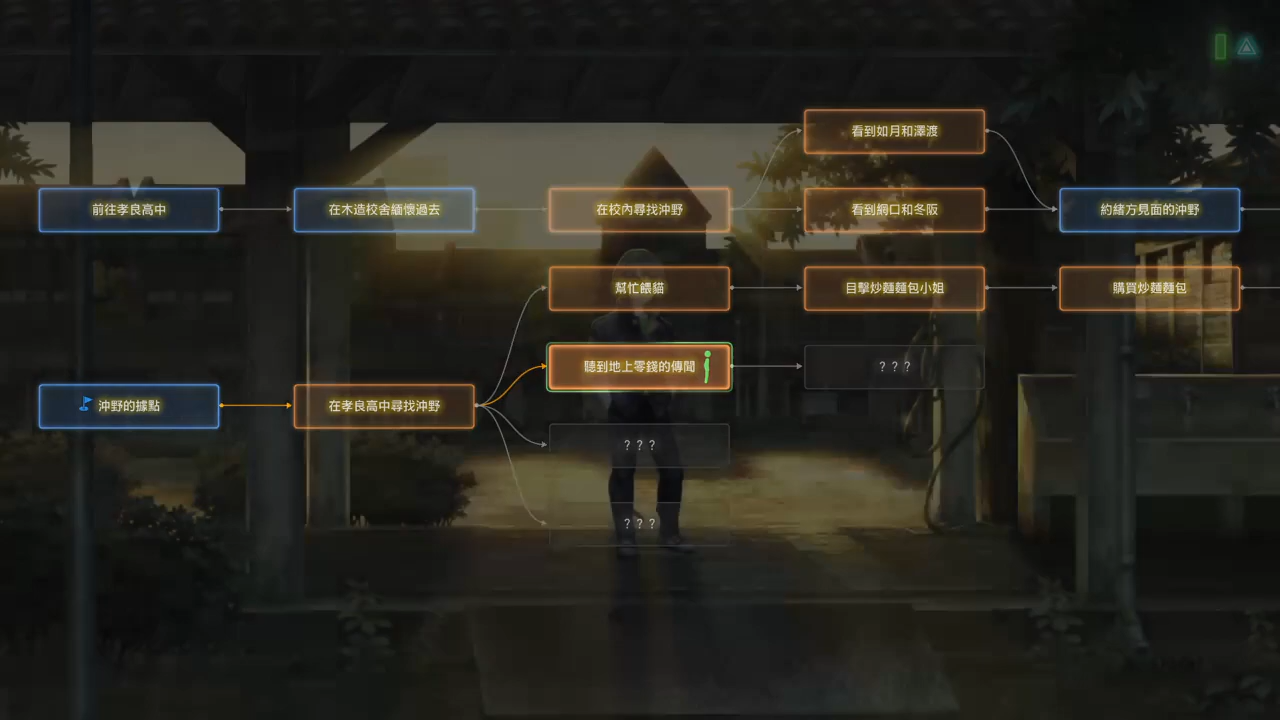 看到如月和澤渡
前往孝良高中
在木造校舍緬懷過去
在校內尋找沖野
看到網口和冬阪
約緒方見面的沖野
幫忙餵貓
目擊炒麵麵包小姐
購買炒麵麵包
聽到地上零錢的傳聞
???
沖野的據點
在孝良高中尋找沖野
???
???